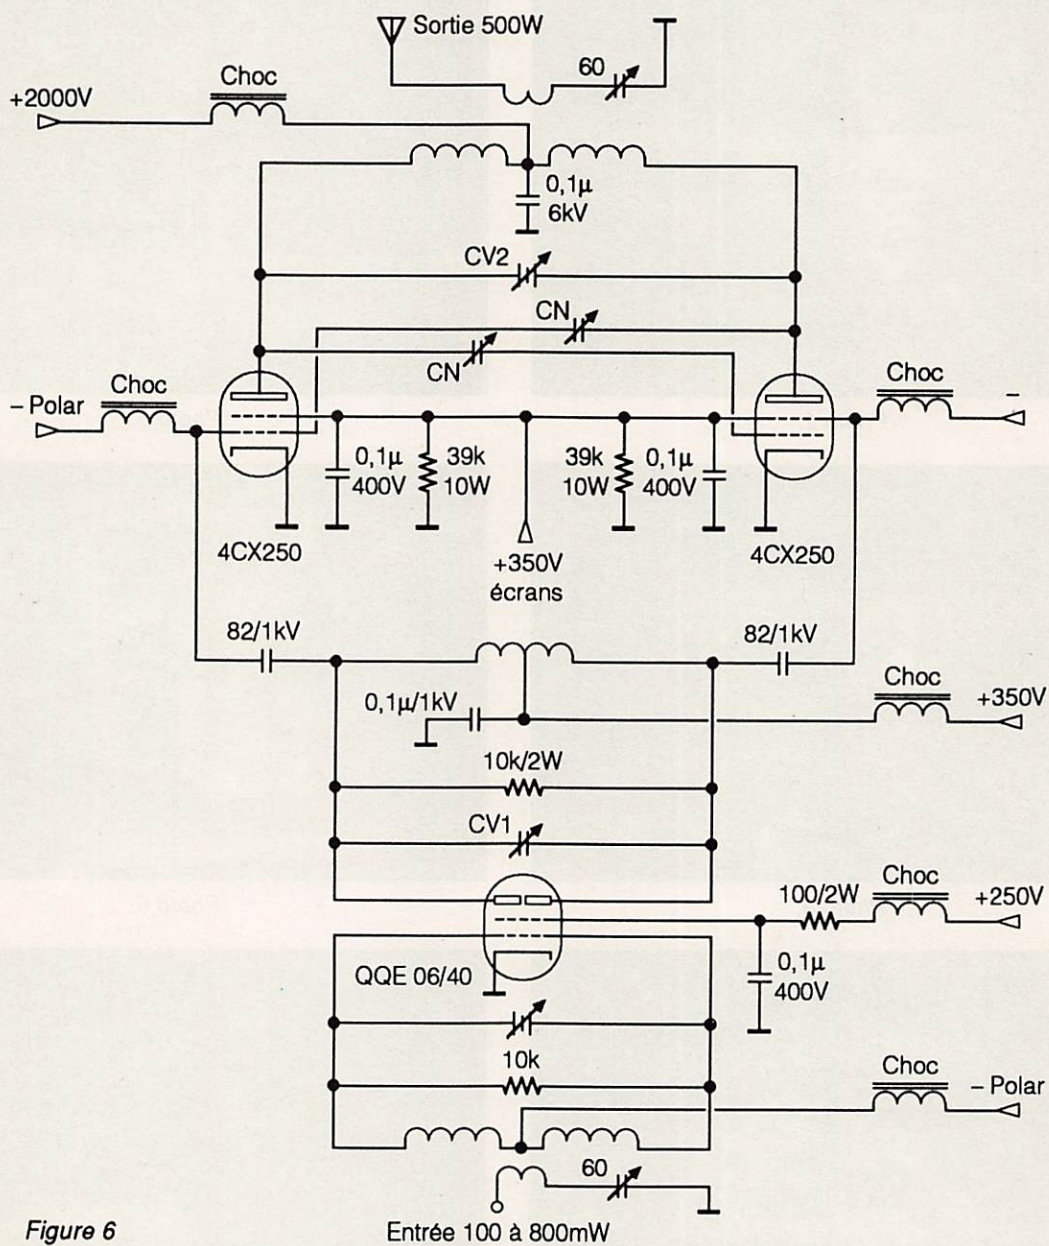 Sortie 500W
60
Choc
+2000V
0,1µ
6kV
CV2
CN
CN
Choc
– Polar
Choc
-
0,1µ
400V
39k
10W
39k
10W
0,1µ
400V
4CX250
+350V
écrans
4CX250
82/1kV
82/1kV
0,1µ/1kV
Choc
+350V
10k/2W
CV1
100/2W
Choc
+250V
QQE 06/40
0,1µ
400V
10k
Choc
– Polar
60
Figure 6
Entrée 100 à 800mW